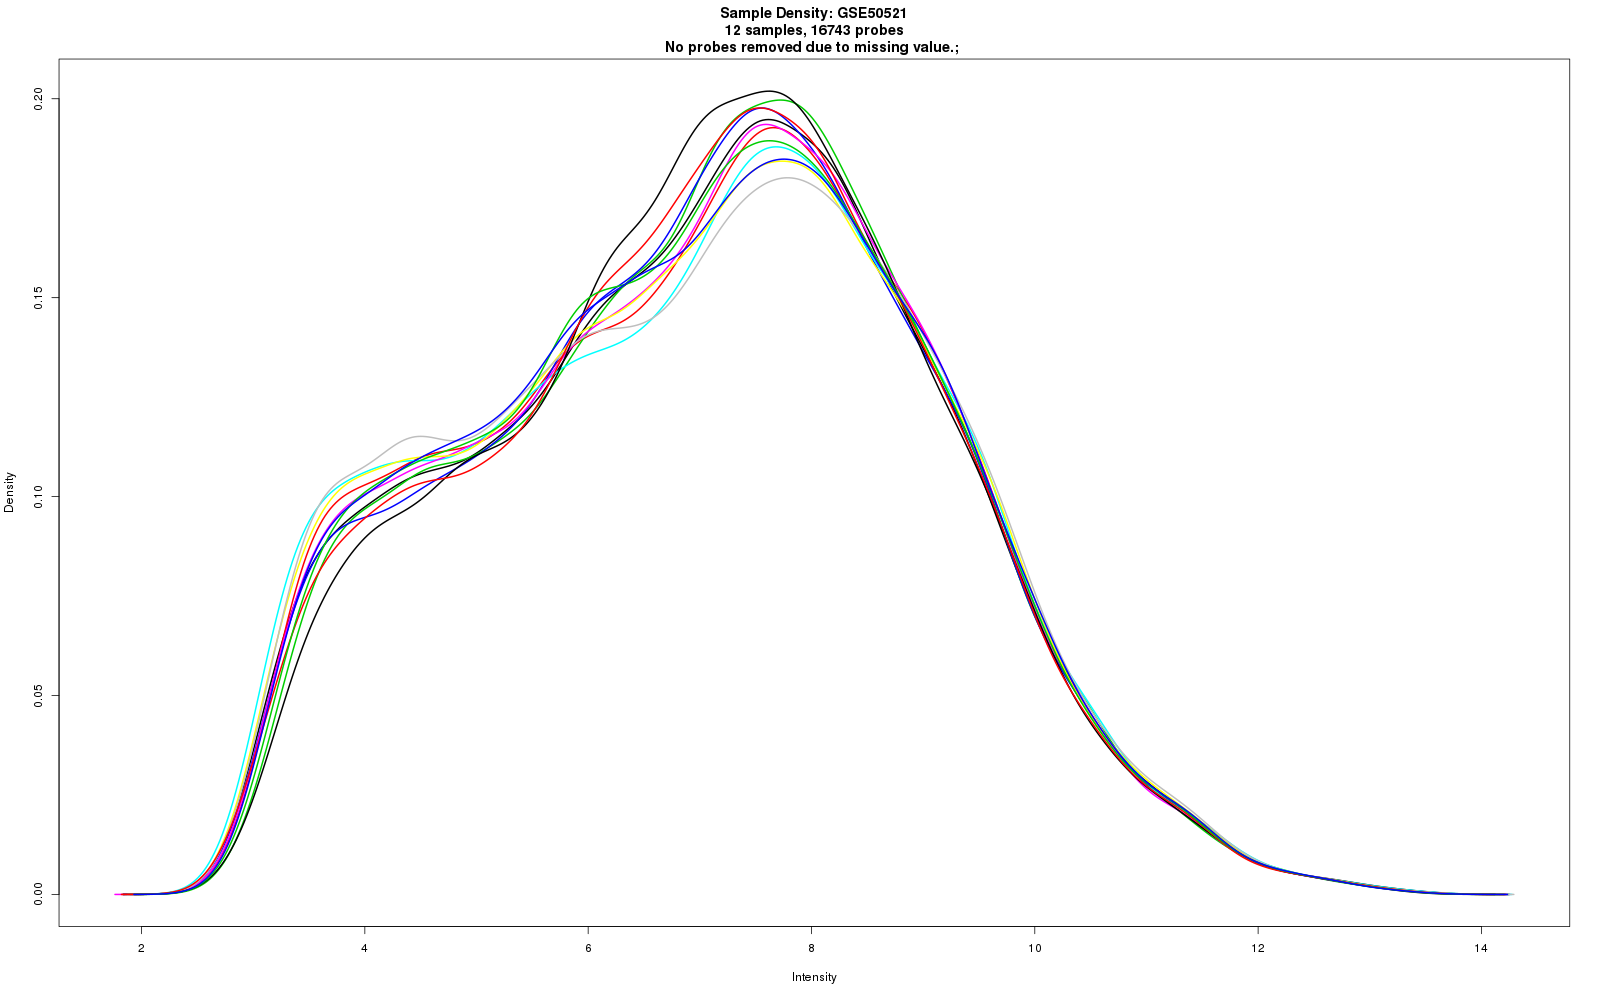 Sample Density: GSE50521
12 samples, 16743 probes
No probes removed due to missing value.;
Density
0.20
0.15
0.10
0.05
0.00
2 4 6 8 10 12 14
Intensity